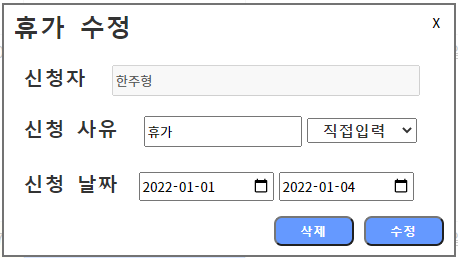 휴가 수정 X
신청자 한주형
신청 사유 휴가 직접입력
신청 날짜 2022-01-01 2022-01-04
삭제 수정